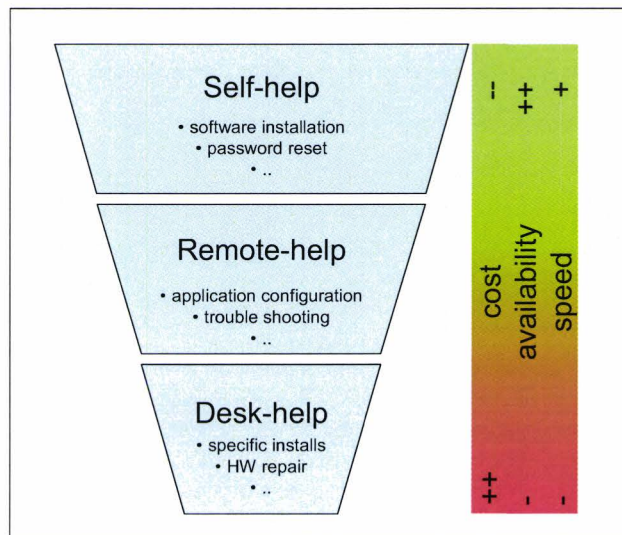 Self-help
• software installation
• password reset
• ..
Remote-help
• application configuration
• trouble shooting
• ..
Desk-help
• specific installs
• HW repair
• ..
++ cost --
- availability ++
- speed +